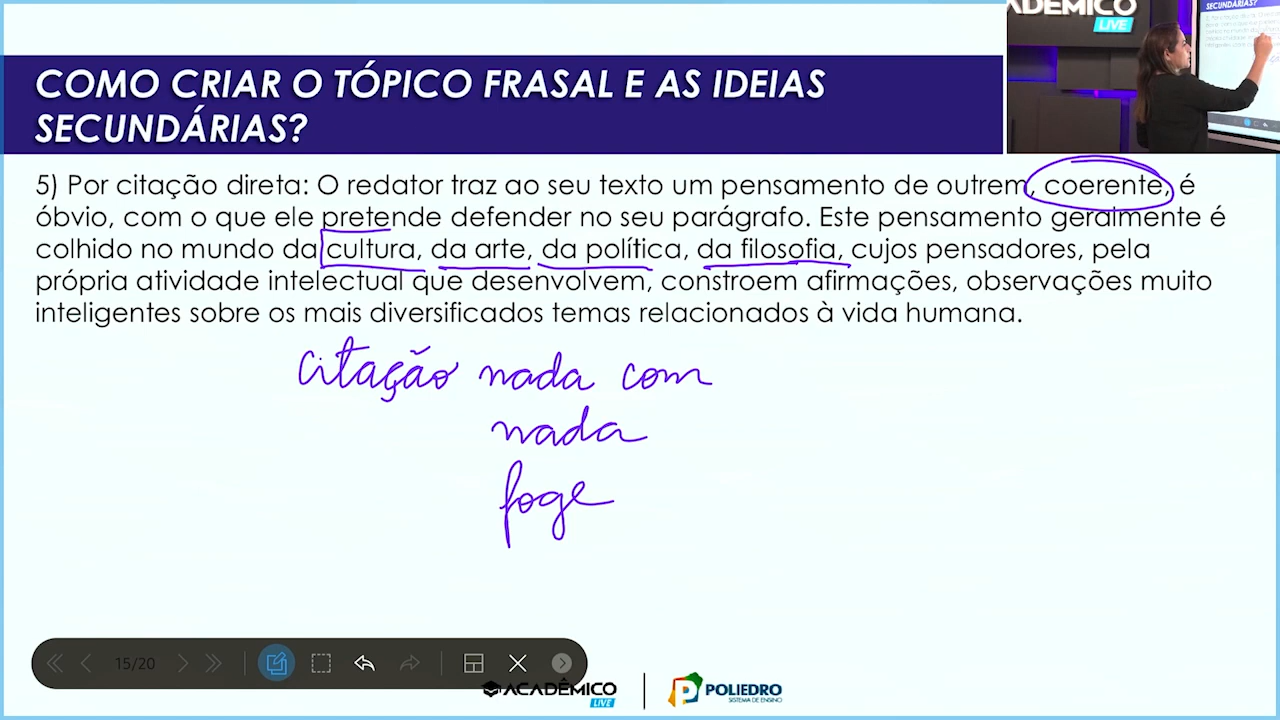 COMO CRIAR O TÓPICO FRASAL E AS IDEIAS
SECUNDÁRIAS?
ADÊMICO
LIVE
SECUNDÁRIAS?
5) Por citação direta: O redator traz ao seu texto um pensamento de outrem, coerente, é
óbvio, com o que ele pretende defender no seu parágrafo. Este pensamento geralmente é
colhido no mundo da cultura, da arte, da política, da filosofia, cujos pensadores, pela
própria atividade intelectual que desenvolvem, constroem afirmações, observações muito
inteligentes sobre os mais diversificados temas relacionados à vida humana.
Citação nada com
nada
foge
15/20
ACADÊMICO
LIVE
POLIEDRO
SISTEMA DE ENSINO